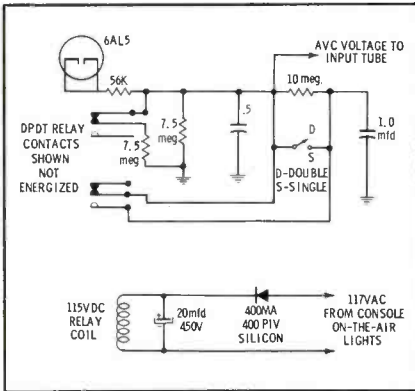 6AL5
AVC VOLTAGE TO
INPUT TUBE
56K
10 meg.
DPDT RELAY
CONTACTS
SHOWN
NOT
ENERGIZED
7.5
meg
7.5
meg
.5
D
S
D-DOUBLE
S-SINGLE
1.0
mfd
115VDC
RELAY
COIL
20mfd
450V
400MA
400 PIV
SILICON
117VAC
FROM CONSOLE
ON-THE-AIR
LIGHTS